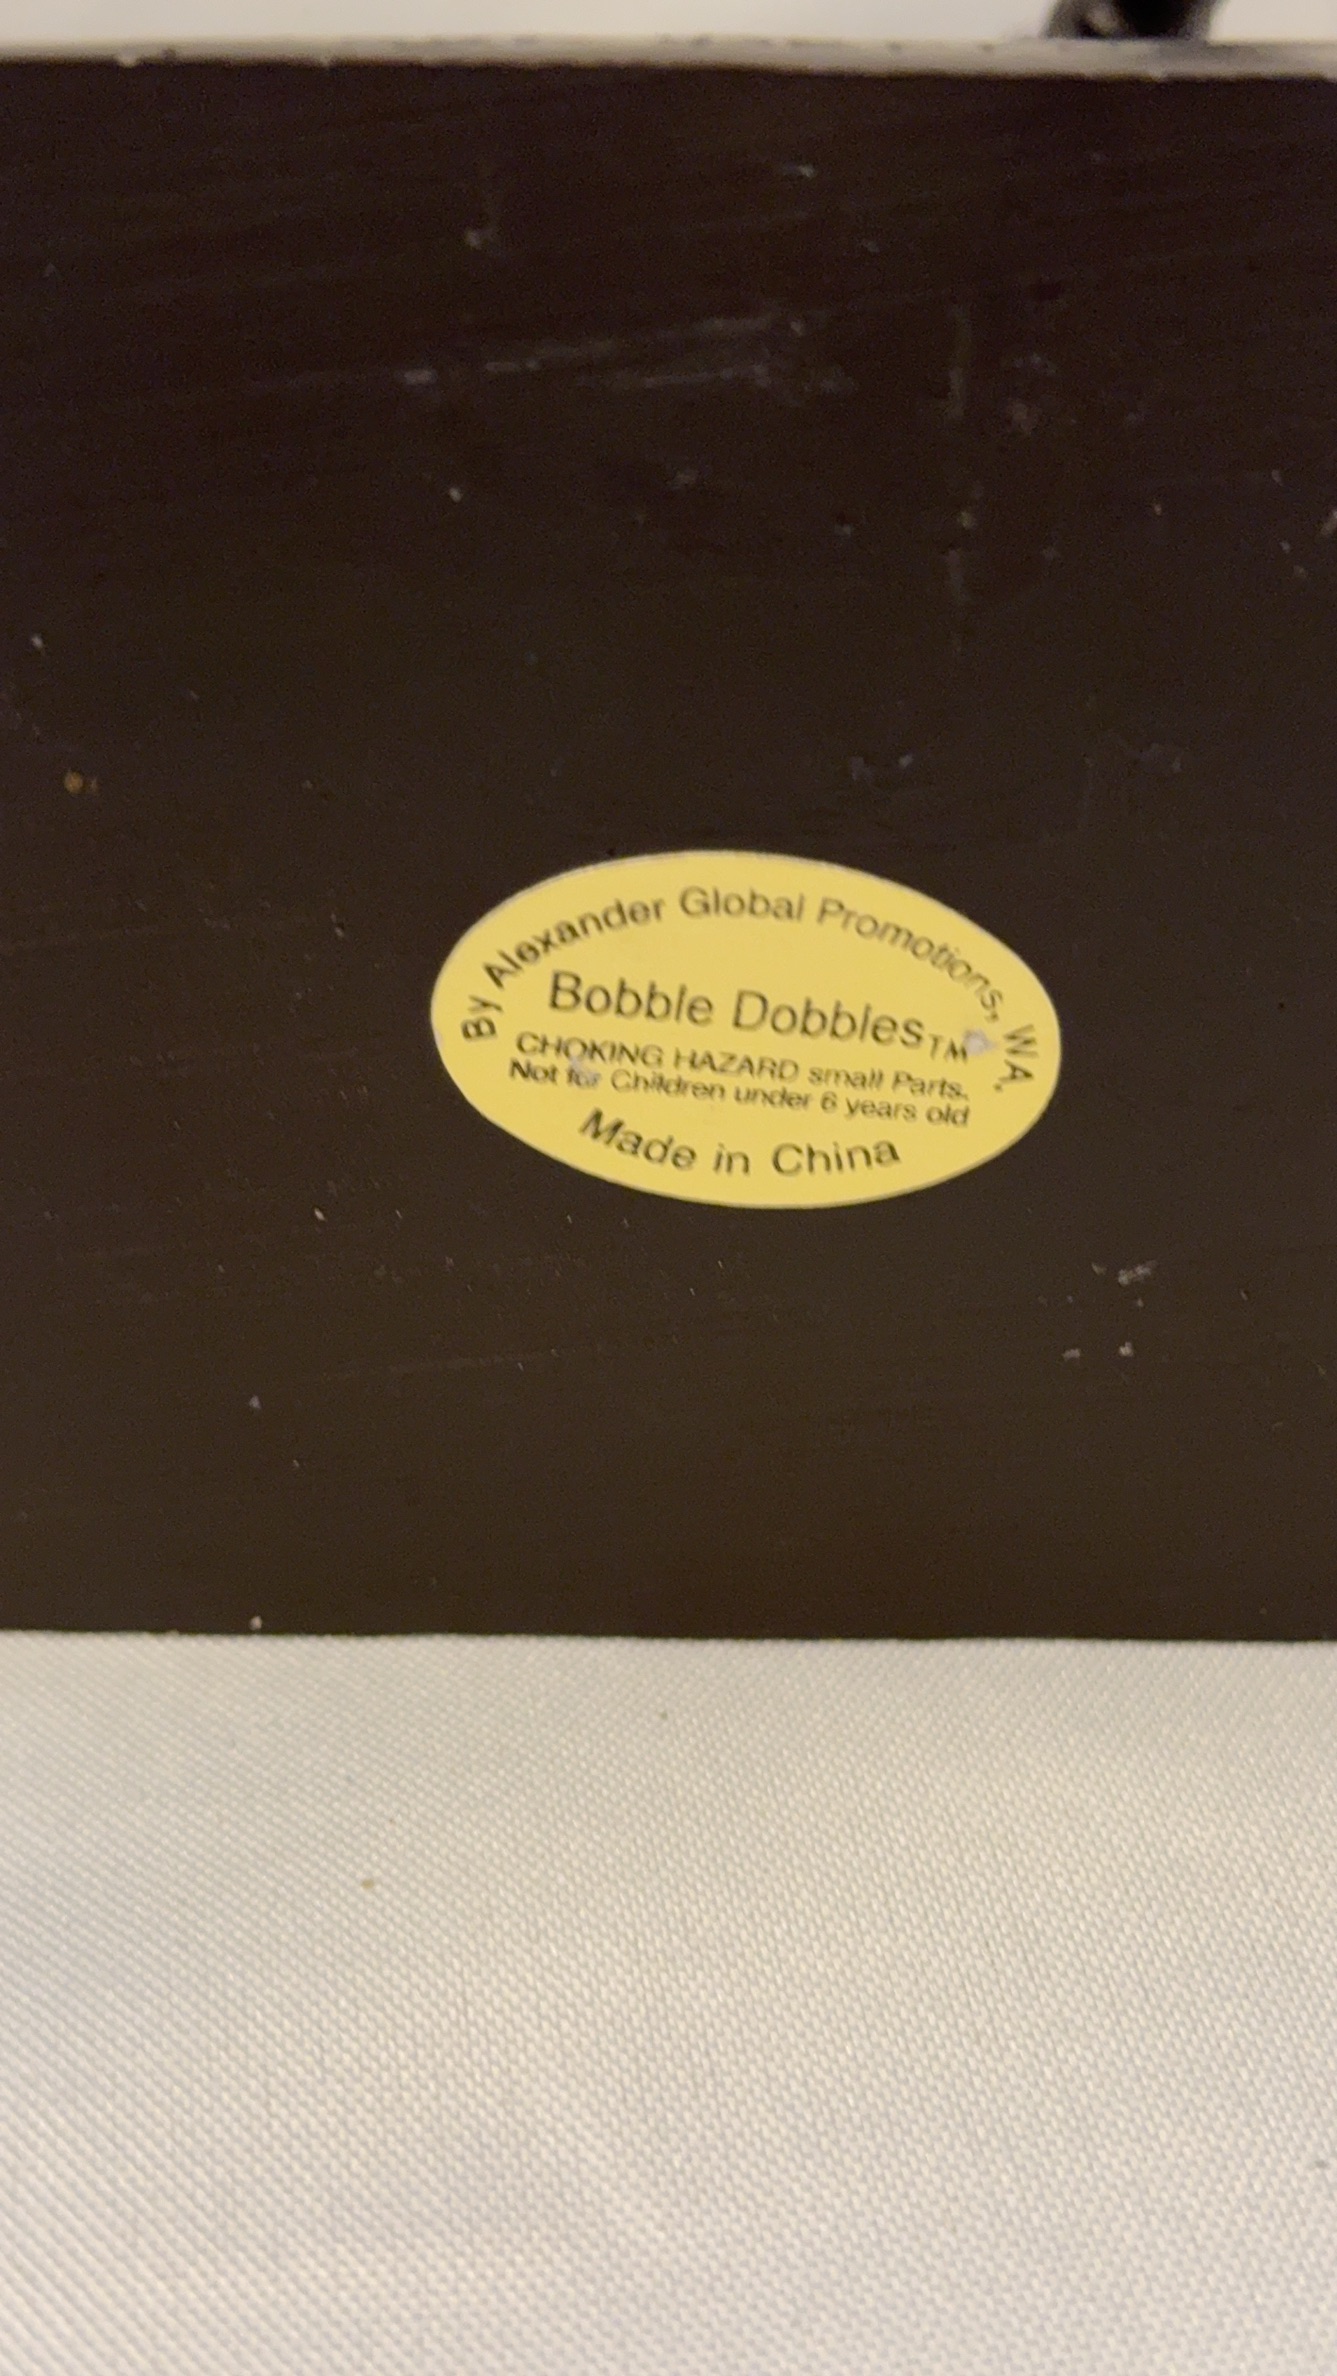 By Alexander Global Promotions, WA.
Bobble Dobbles™
CHOKING HAZARD small Parts.
Not for Children under 6 years old
Made in China